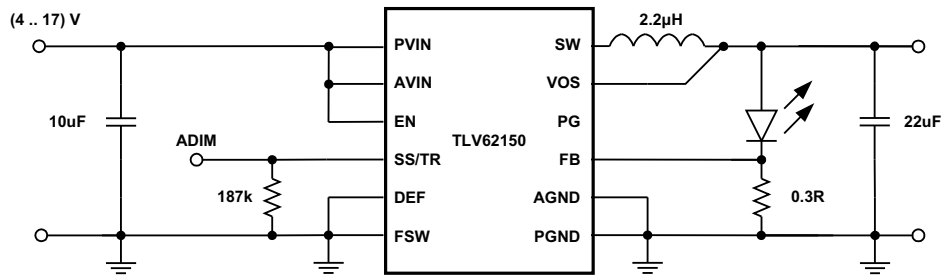 (4 .. 17) V
2.2µH
PVIN
SW
AVIN
VOS
10uF
EN
PG
22uF
ADIM
TLV62150
SS/TR
FB
187k
DEF
AGND
0.3R
FSW
PGND